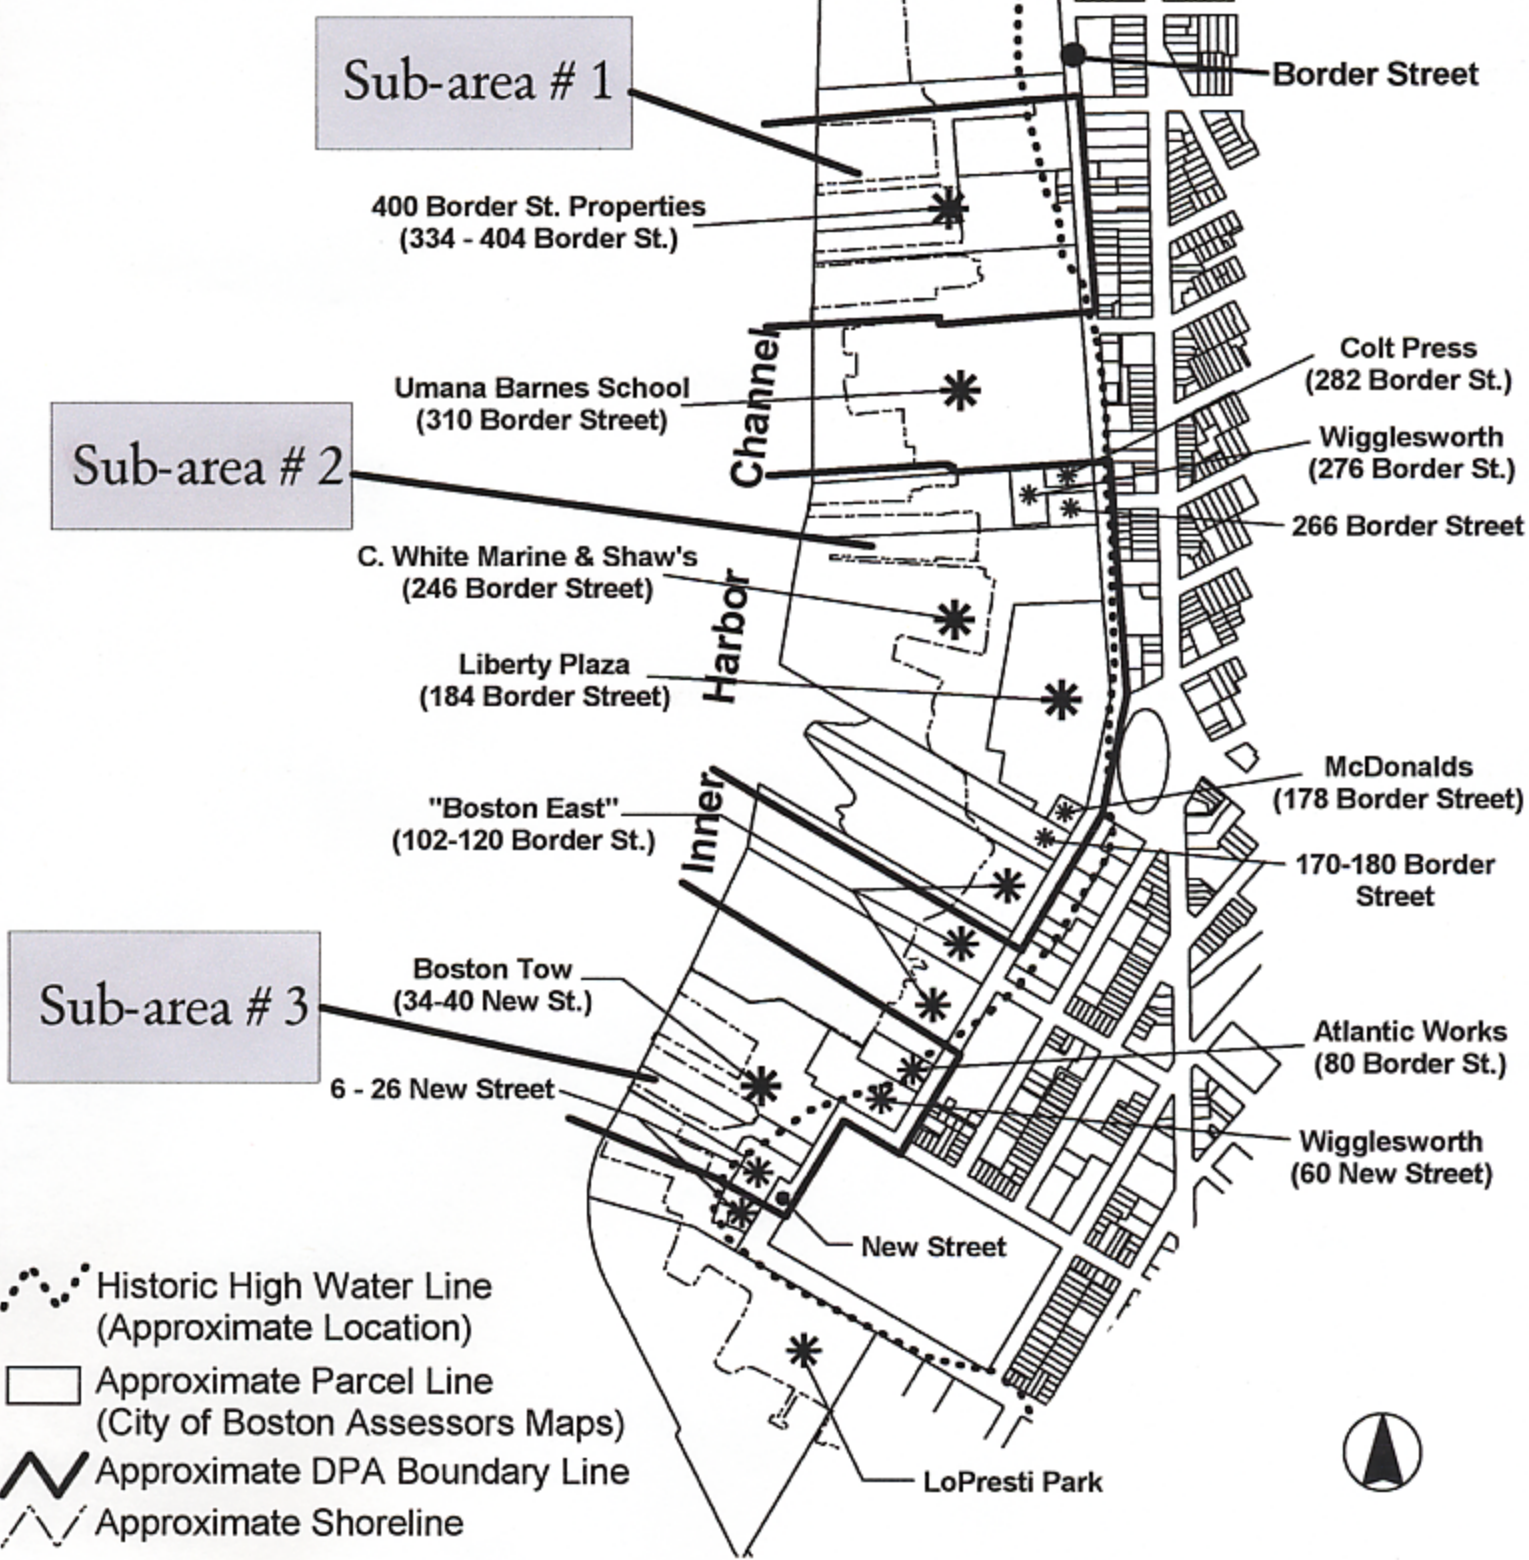 Sub-area # 1
Border Street
400 Border St. Properties
(334 - 404 Border St.)
Channel
Colt Press
(282 Border St.)
Umana Barnes School
(310 Border Street)
Wigglesworth
(276 Border St.)
Sub-area # 2
266 Border Street
C. White Marine & Shaw's
(246 Border Street)
Harbor
Liberty Plaza
(184 Border Street)
McDonalds
(178 Border Street)
"Boston East"
(102-120 Border St.)
Inner
170-180 Border
Street
Boston Tow
(34-40 New St.)
Sub-area # 3
Atlantic Works
(80 Border St.)
6 - 26 New Street
Wigglesworth
(60 New Street)
New Street
Historic High Water Line
(Approximate Location)
Approximate Parcel Line
(City of Boston Assessors Maps)
Approximate DPA Boundary Line
LoPresti Park
Approximate Shoreline